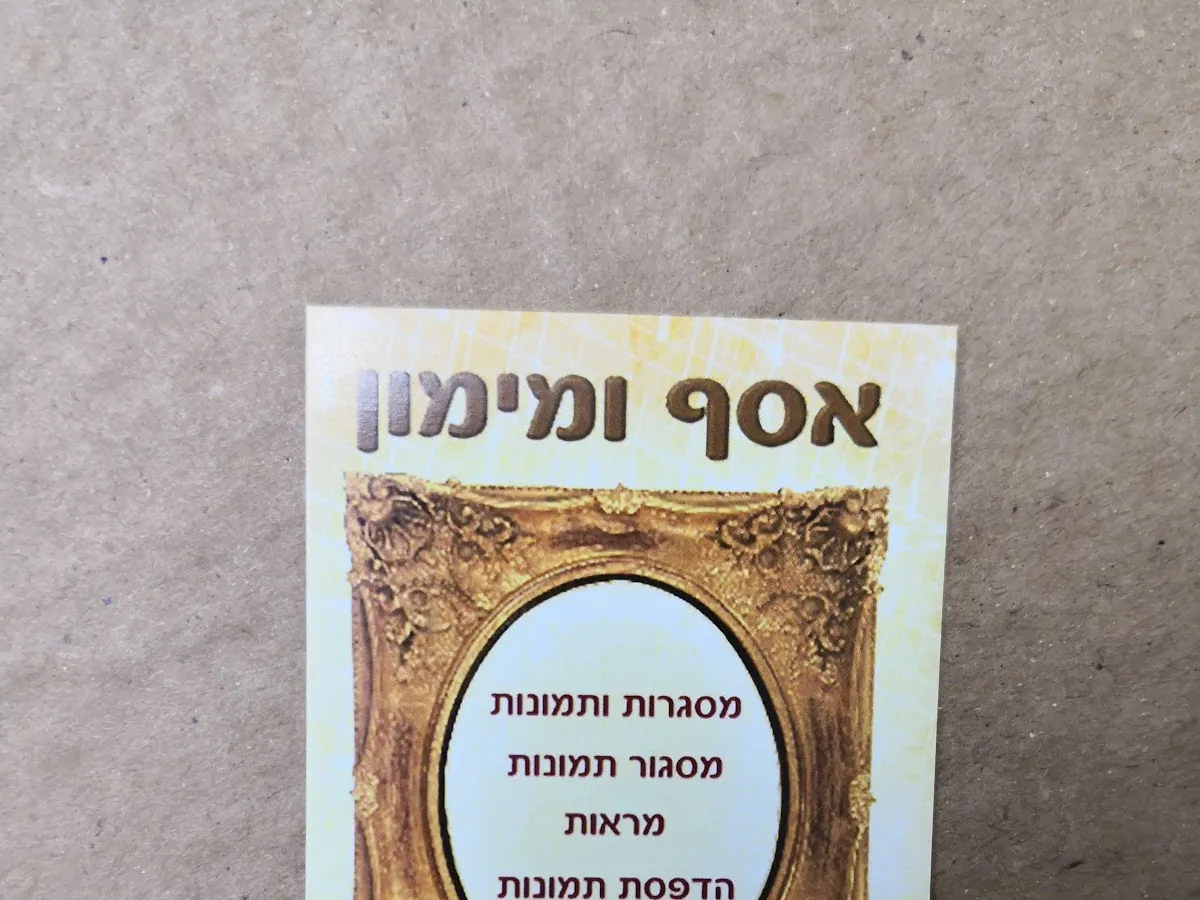 אסף ומימון
מסגרות ותמונות
מסגור תמונות
מראות
הדפסת תמונות